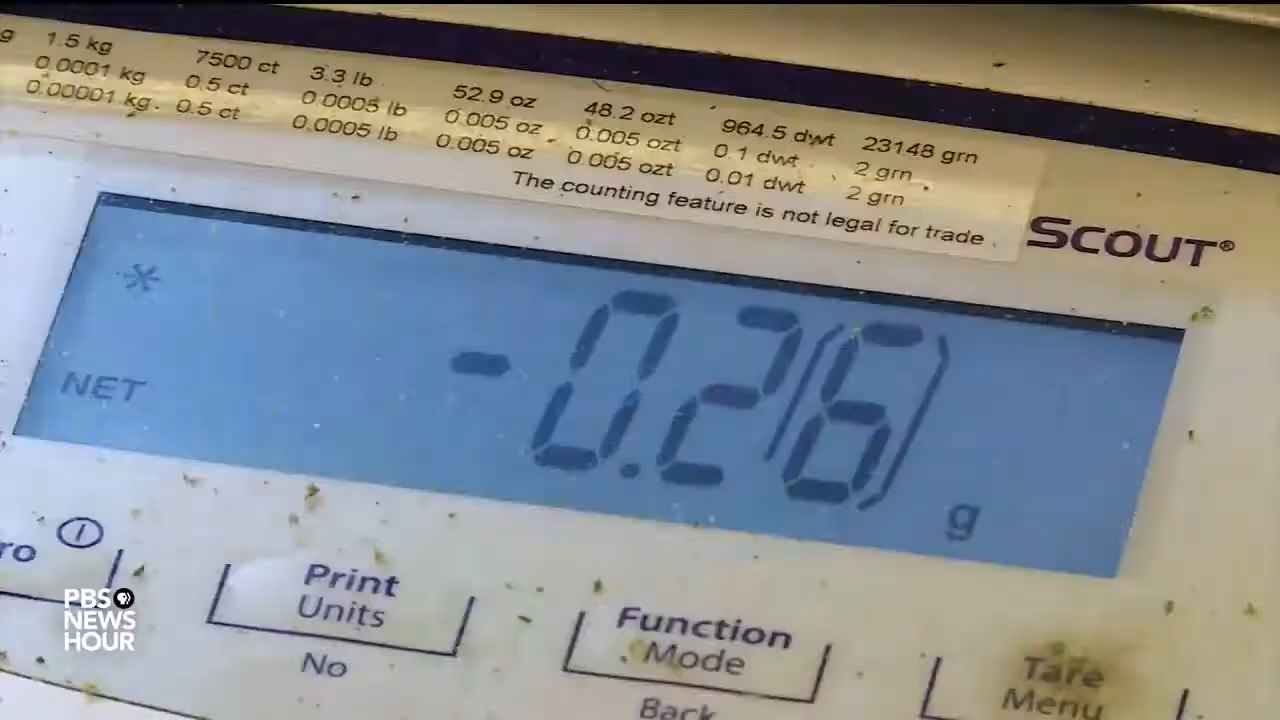 g 1.5 kg 7500 ct 3.3 lb 52.9 oz 48.2 ozt 964.5 dwt 23148 grn
0.0001 kg 0.5 ct 0.0005 lb 0.005 oz 0.005 ozt 0.1 dwt 2 grn
0.00001 kg 0.5 ct 0.0005 lb 0.005 oz 0.005 ozt 0.01 dwt 2 grn
The counting feature is not legal for trade.
SCOUT®
*
NET
-0.2(6) g
ro
Print
Units
No
Function
Mode
Back
Tare
Menu
PBS
NEWS
HOUR